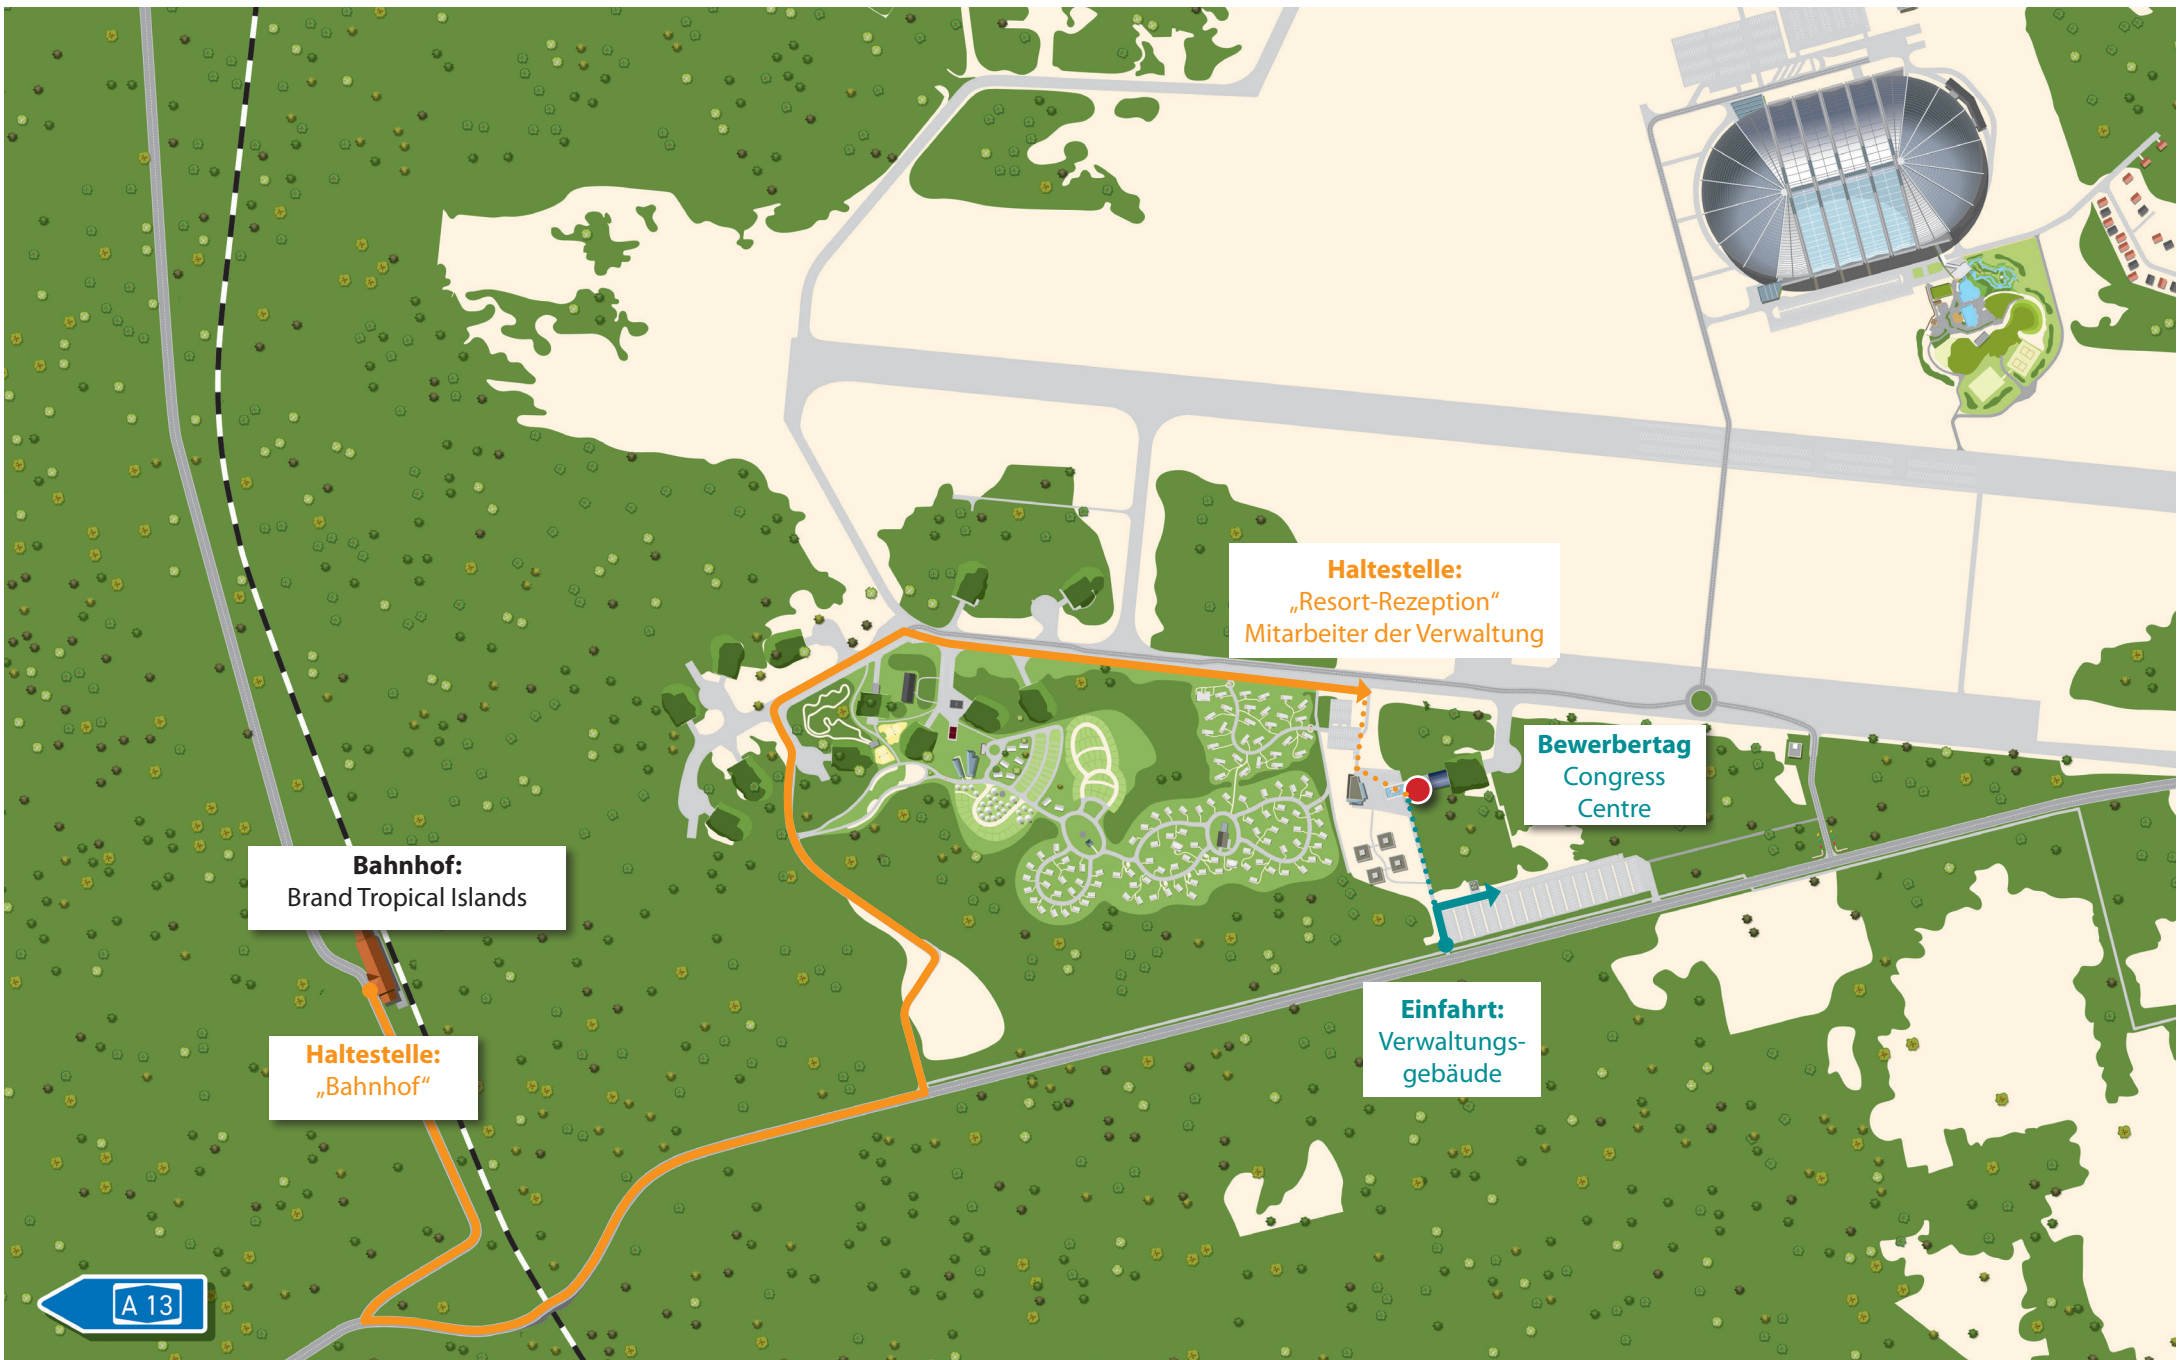 Haltestelle:
„Resort-Rezeption“
Mitarbeiter der Verwaltung
Bewerbertag
Congress
Centre
Bahnhof:
Brand Tropical Islands
Einfahrt:
Verwaltungs-
gebäude
Haltestelle:
„Bahnhof“
A 13